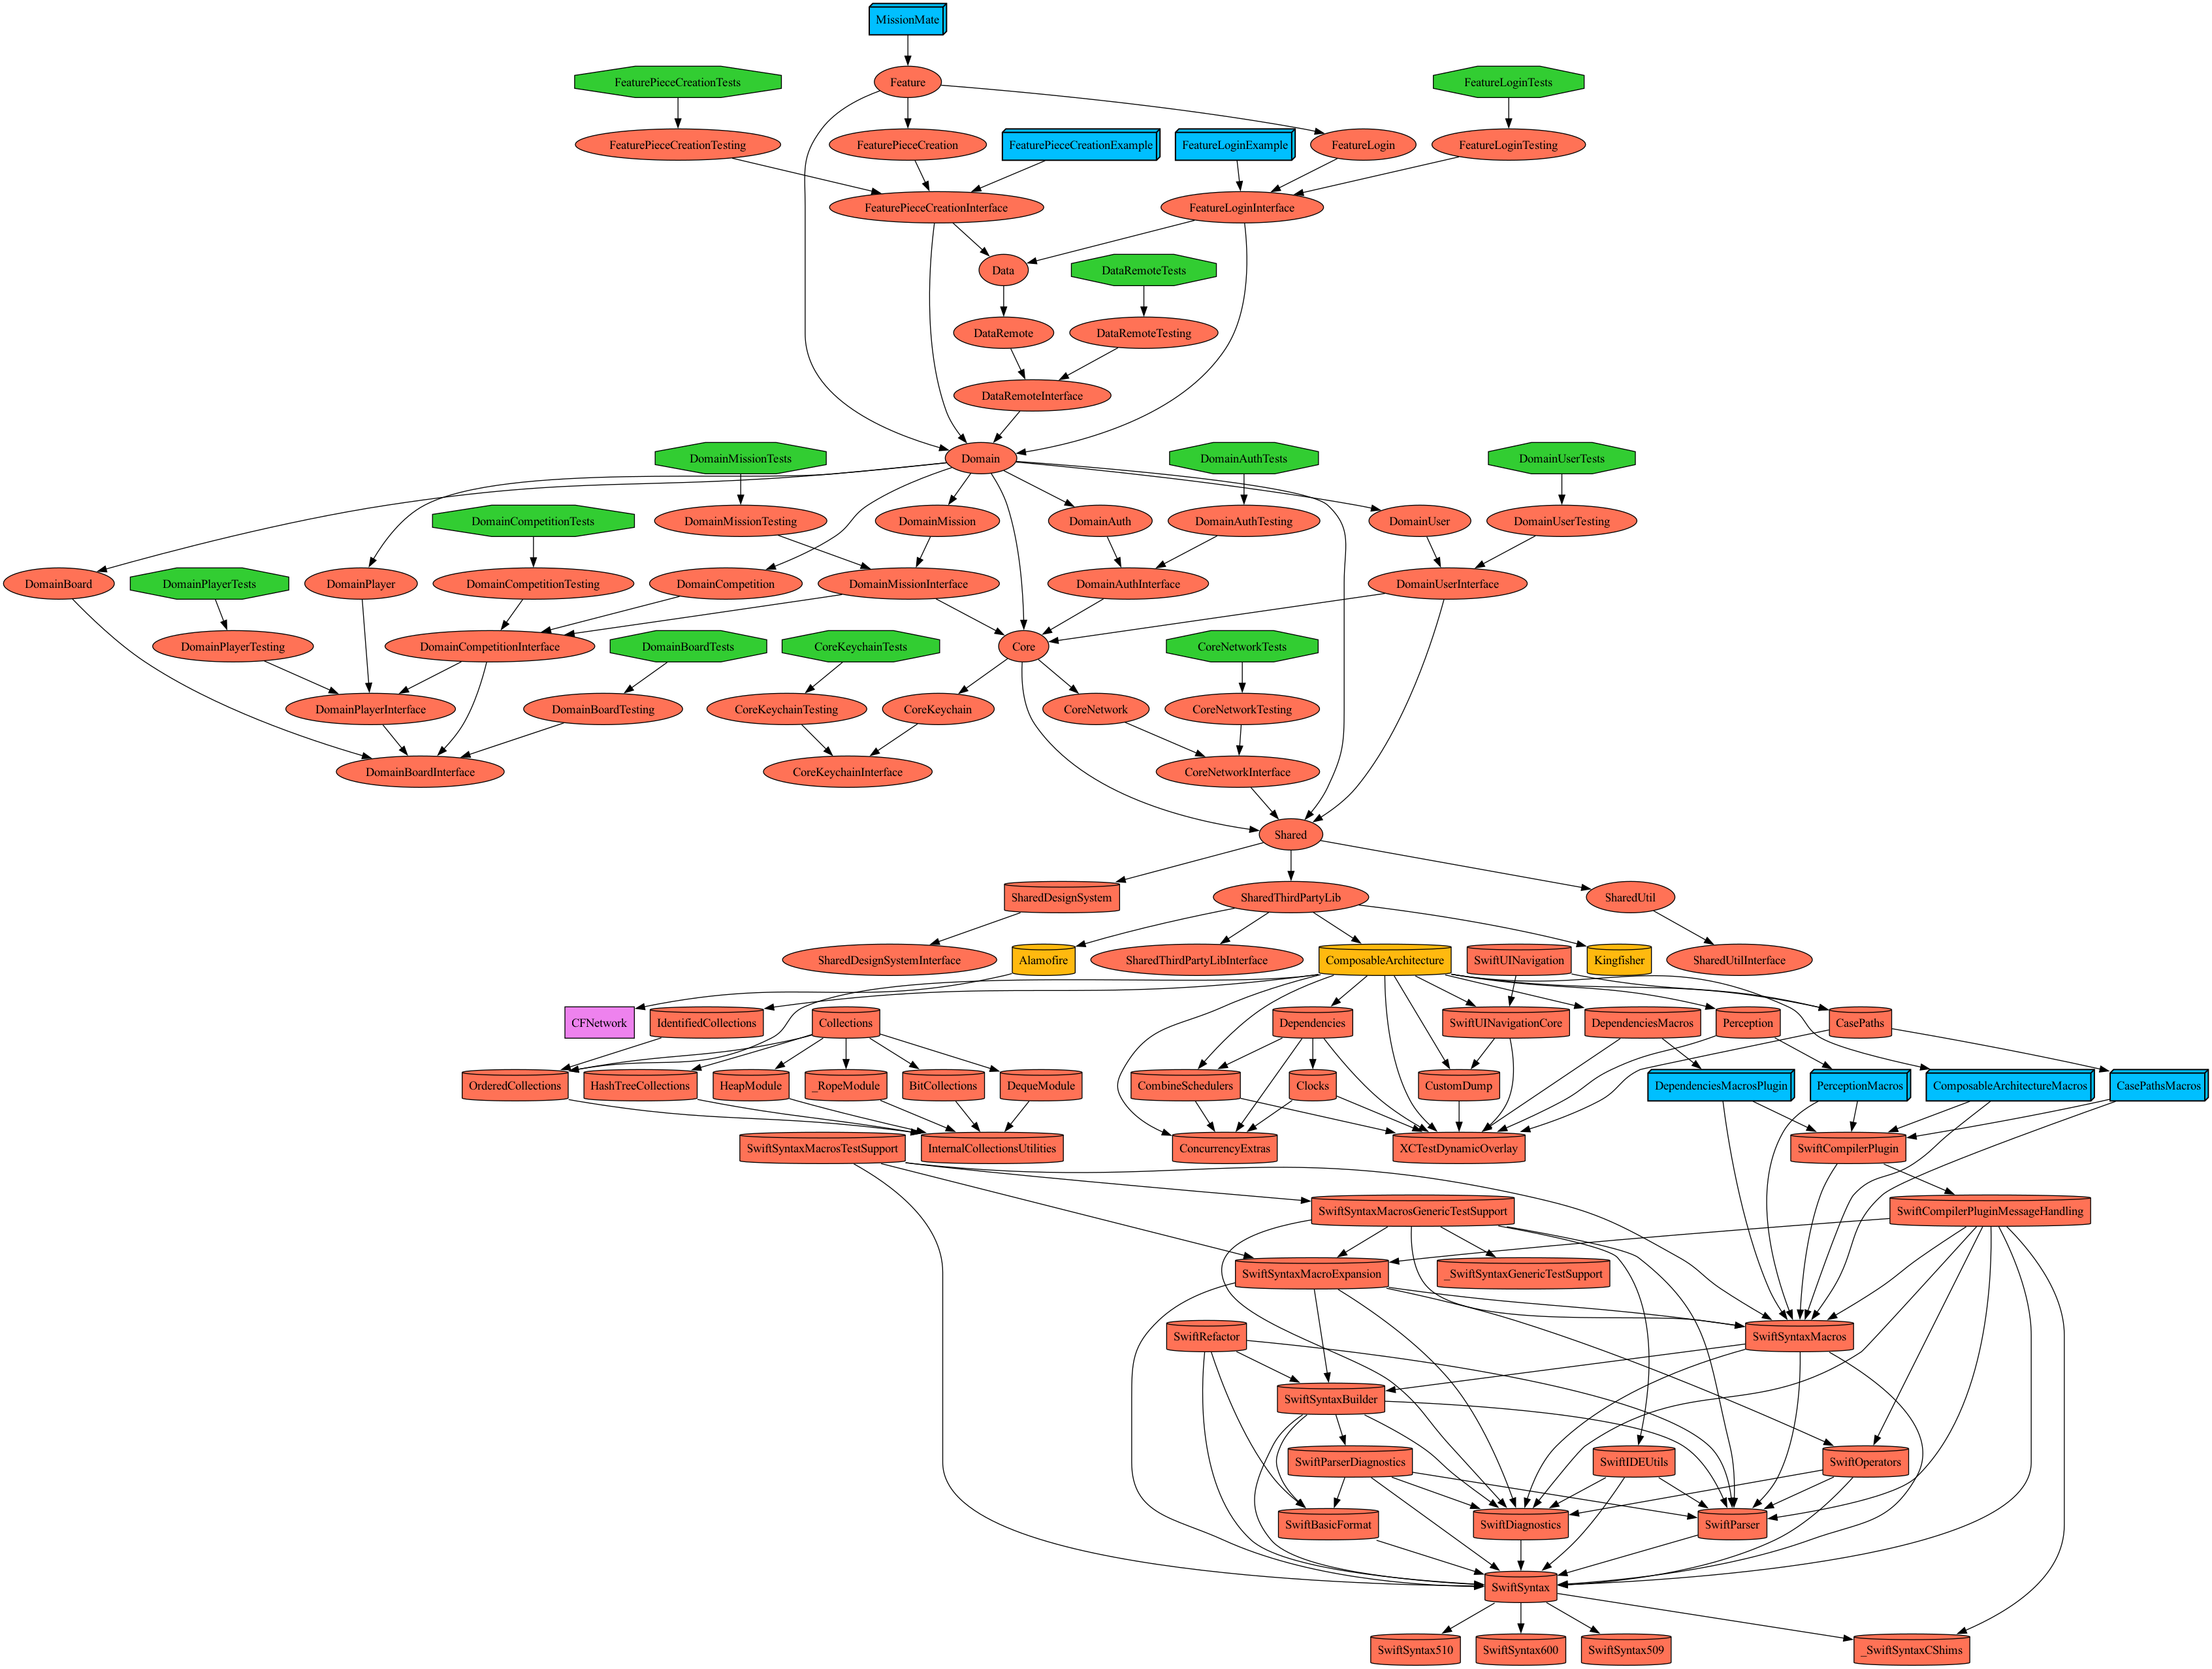 MissionMate
FeaturePieceCreationTests
Feature
FeatureLoginTests
FeaturePieceCreationTesting
FeaturePieceCreation
FeaturePieceCreationExample
FeatureLoginExample
FeatureLogin
FeatureLoginTesting
FeaturePieceCreationInterface
FeatureLoginInterface
Data
DataRemoteTests
DataRemote
DataRemoteTesting
DataRemoteInterface
DomainMissionTests
Domain
DomainAuthTests
DomainUserTests
DomainCompetitionTests
DomainMissionTesting
DomainMission
DomainAuth
DomainAuthTesting
DomainUser
DomainUserTesting
DomainBoard
DomainPlayerTests
DomainPlayer
DomainCompetitionTesting
DomainCompetition
DomainMissionInterface
DomainAuthInterface
DomainUserInterface
DomainPlayerTesting
DomainCompetitionInterface
DomainBoardTests
CoreKeychainTests
Core
CoreNetworkTests
DomainPlayerInterface
DomainBoardTesting
CoreKeychainTesting
CoreKeychain
CoreNetwork
CoreNetworkTesting
DomainBoardInterface
CoreKeychainInterface
CoreNetworkInterface
Shared
SharedDesignSystem
SharedThirdPartyLib
SharedUtil
SharedDesignSystemInterface
Alamofire
SharedThirdPartyLibInterface
ComposableArchitecture
SwiftUINavigation
Kingfisher
SharedUtilInterface
CFNetwork
IdentifiedCollections
Collections
Dependencies
SwiftUINavigationCore
DependenciesMacros
Perception
CasePaths
OrderedCollections
HashTreeCollections
HeapModule
_RopeModule
BitCollections
DequeModule
CombineSchedulers
Clocks
CustomDump
DependenciesMacrosPlugin
PerceptionMacros
ComposableArchitectureMacros
CasePathsMacros
SwiftSyntaxMacrosTestSupport
InternalCollectionsUtilities
ConcurrencyExtras
XCTestDynamicOverlay
SwiftCompilerPlugin
SwiftSyntaxMacrosGenericTestSupport
SwiftCompilerPluginMessageHandling
SwiftSyntaxMacroExpansion
_SwiftSyntaxGenericTestSupport
SwiftRefactor
SwiftSyntaxMacros
SwiftSyntaxBuilder
SwiftParserDiagnostics
SwiftIDEUtils
SwiftOperators
SwiftBasicFormat
SwiftDiagnostics
SwiftParser
SwiftSyntax
SwiftSyntax510
SwiftSyntax600
SwiftSyntax509
_SwiftSyntaxCShims